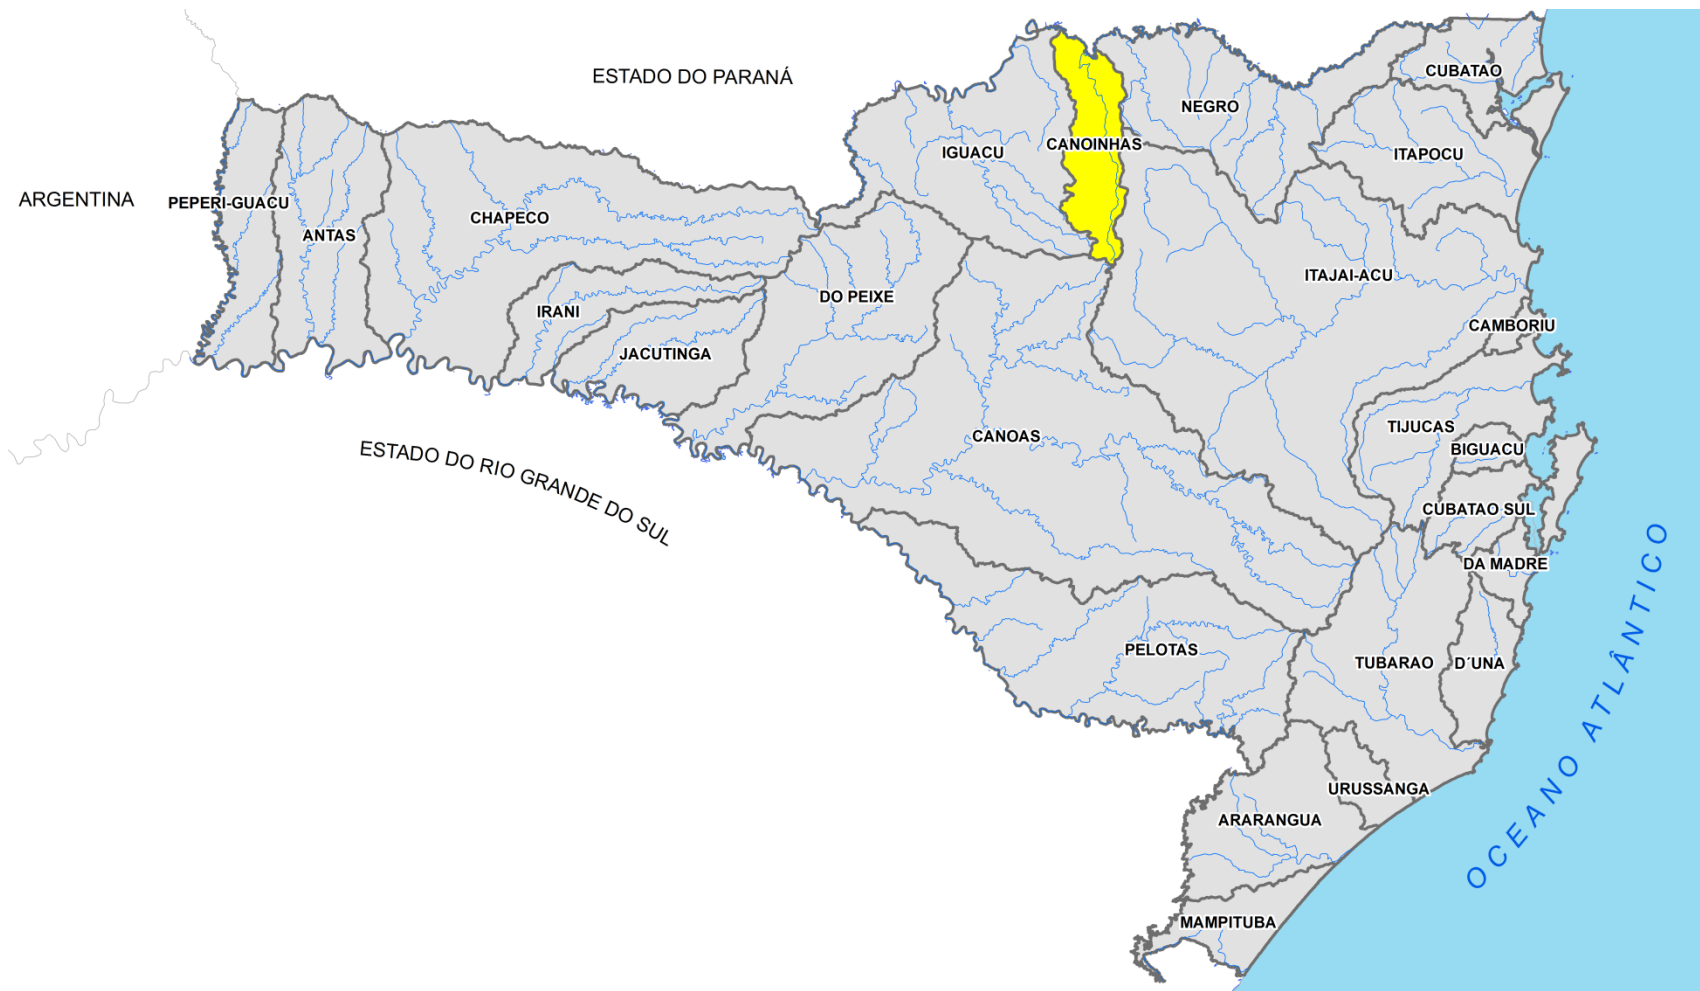 ESTADO DO PARANÁ
CUBATAO
NEGRO
CANOINHAS
IGUACU
ITAPOCU
ARGENTINA
PEPERI-GUACU
CHAPECO
ANTAS
ITAJAI-ACU
DO PEIXE
IRANI
CAMBORIU
JACUTINGA
TIJUCAS
CANOAS
BIGUACU
ESTADO DO RIO GRANDE DO SUL
CUBATAO SUL
DA MADRE
PELOTAS
TUBARAO
D´UNA
OCEANO ATLÂNTICO
URUSSANGA
ARARANGUA
MAMPITUBA